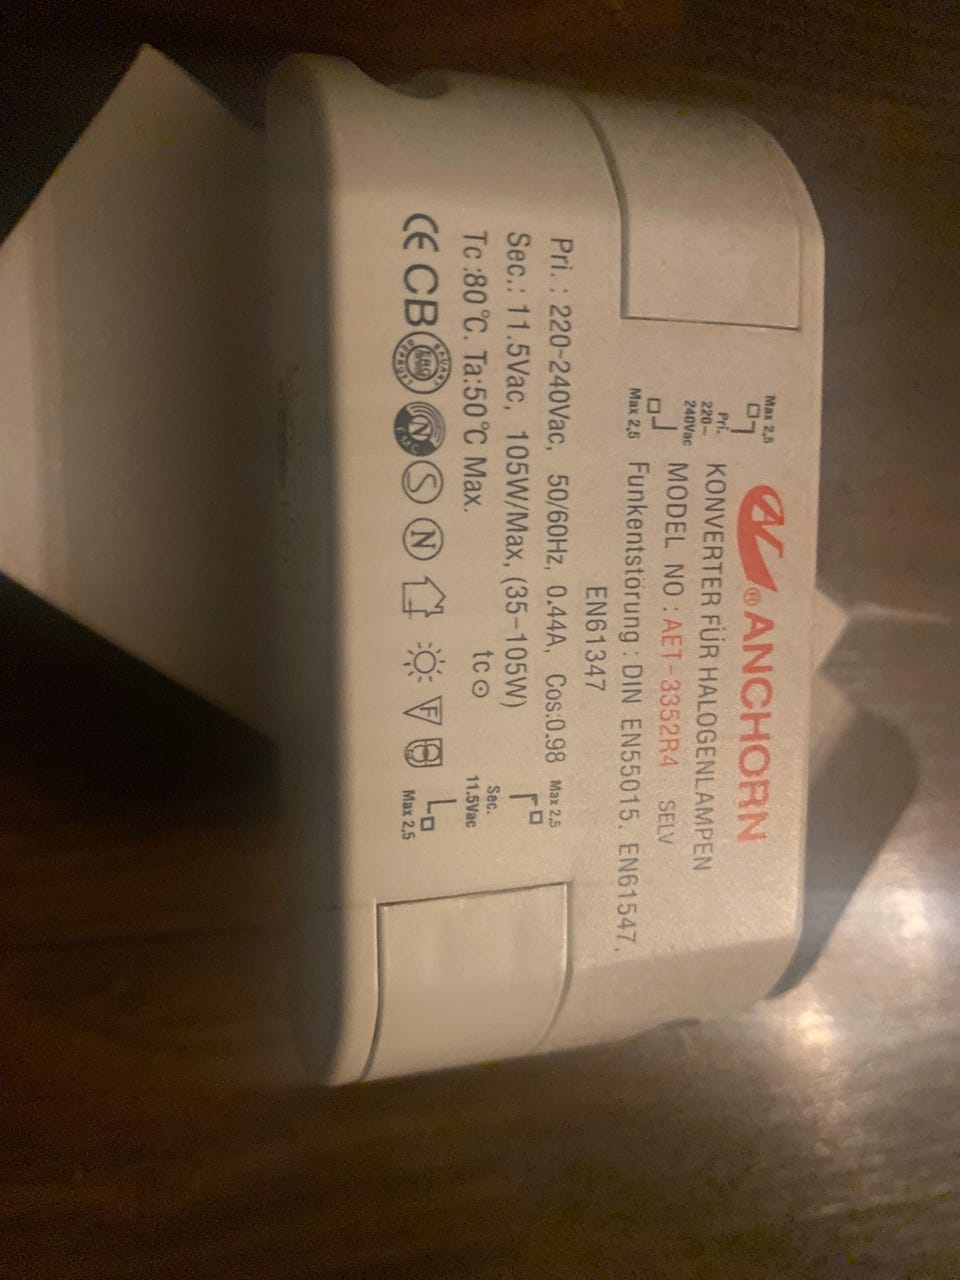 ANCHORN
KONVERTER FÜR HALOGENLAMPEN
MODEL NO : AET-3352R4 SELV
Funkentstörung : DIN EN55015. EN61547.
EN61347
Pri. : 220-240Vac, 50/60Hz, 0.44A, Cos:0.98
Sec.: 11.5Vac, 105W/Max, (35-105W)
Tc :80°C. Ta:50°C Max. tc
CE CB N S N F
Max 2,5
Pri.
220~
240Vac
Max 2,5
Max 2,5
Sec.
11.5Vac
Max 2,5